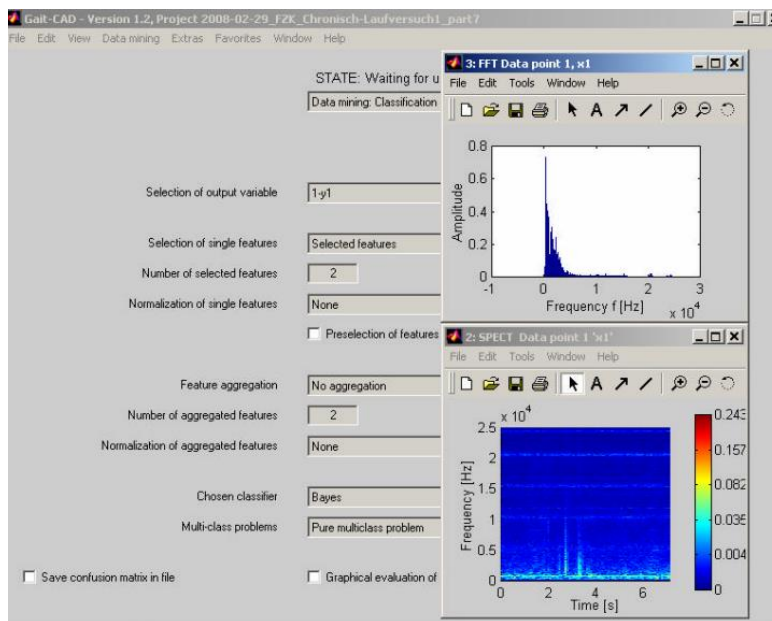 Gait-CAD - Version 1.2, Project 2008-02-29_FZK_Chronisch-Laufversuch1_part7
File Edit View Data mining Extras Favorites Window Help
STATE: Waiting for u
Data mining: Classification
Selection of output variable 1-y1
Selection of single features Selected features
Number of selected features 2
Normalization of single features None
Preselection of features
Feature aggregation No aggregation
Number of aggregated features 2
Normalization of aggregated features None
Chosen classifier Bayes
Multi-class problems Pure multiclass problem
Save confusion matrix in file Graphical evaluation of
3: FFT Data point 1, x1
File Edit Tools Window Help
A
0.8
0.6
0.4
0.2
0
Amplitude
-1 0 1 2 3
Frequency f [Hz] x 10^4
2: SPECT Data point 1 'x1'
File Edit Tools Window Help
A
x 10^4
2.5
2
1.5
1
0.5
0
Frequency [Hz]
0 2 4 6
Time [s]
0.243
0.157
0.082
0.035
0.004
0